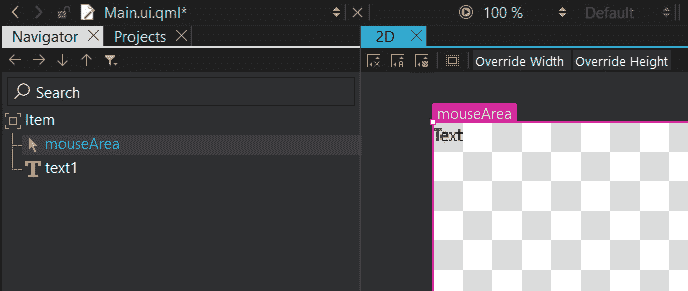 Main.ui.qml* 100 % Default
Navigator Projects 2D
Override Width Override Height
Search
Item
mouseArea
text1
mouseArea
Text